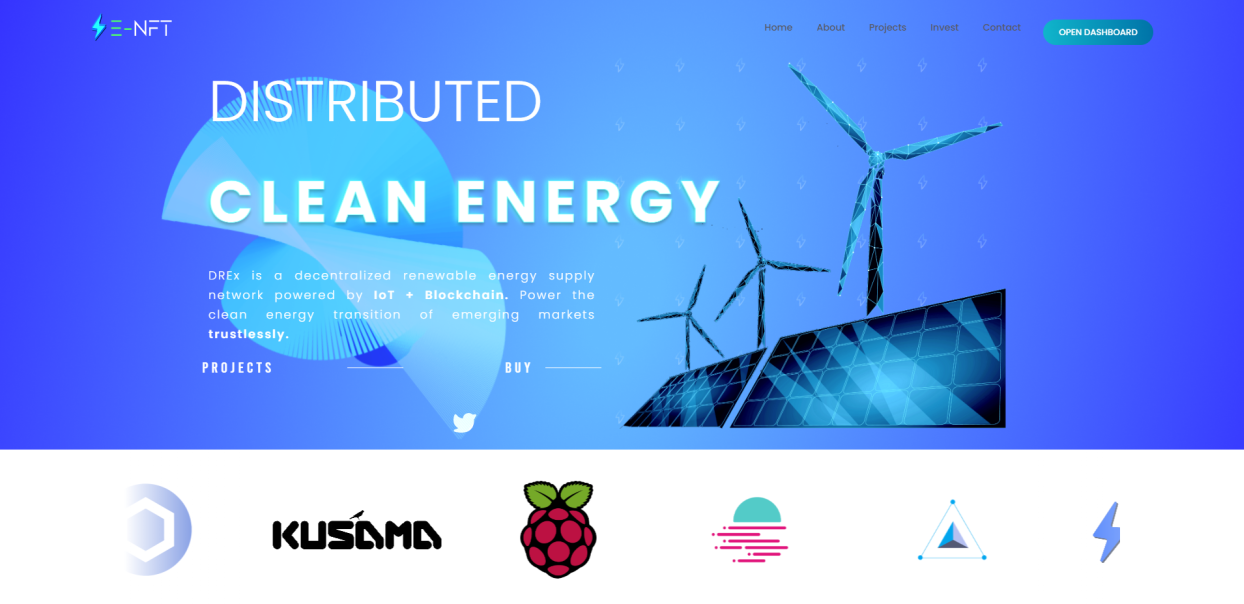 E-NFT
Home About Projects Invest Contact OPEN DASHBOARD
DISTRIBUTED
CLEAN ENERGY
DREx is a decentralized renewable energy supply
network powered by IoT + Blockchain. Power the
clean energy transition of emerging markets
trustlessly.
PROJECTS BUY
KUSAMA